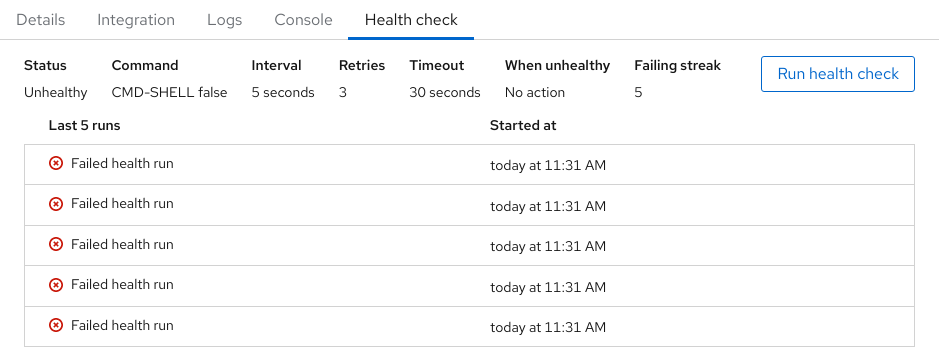 Details Integration Logs Console Health check
Status Command Interval Retries Timeout When unhealthy Failing streak Run health check
Unhealthy CMD-SHELL false 5 seconds 3 30 seconds No action 5
Last 5 runs Started at
Failed health run today at 11:31 AM
Failed health run today at 11:31 AM
Failed health run today at 11:31 AM
Failed health run today at 11:31 AM
Failed health run today at 11:31 AM